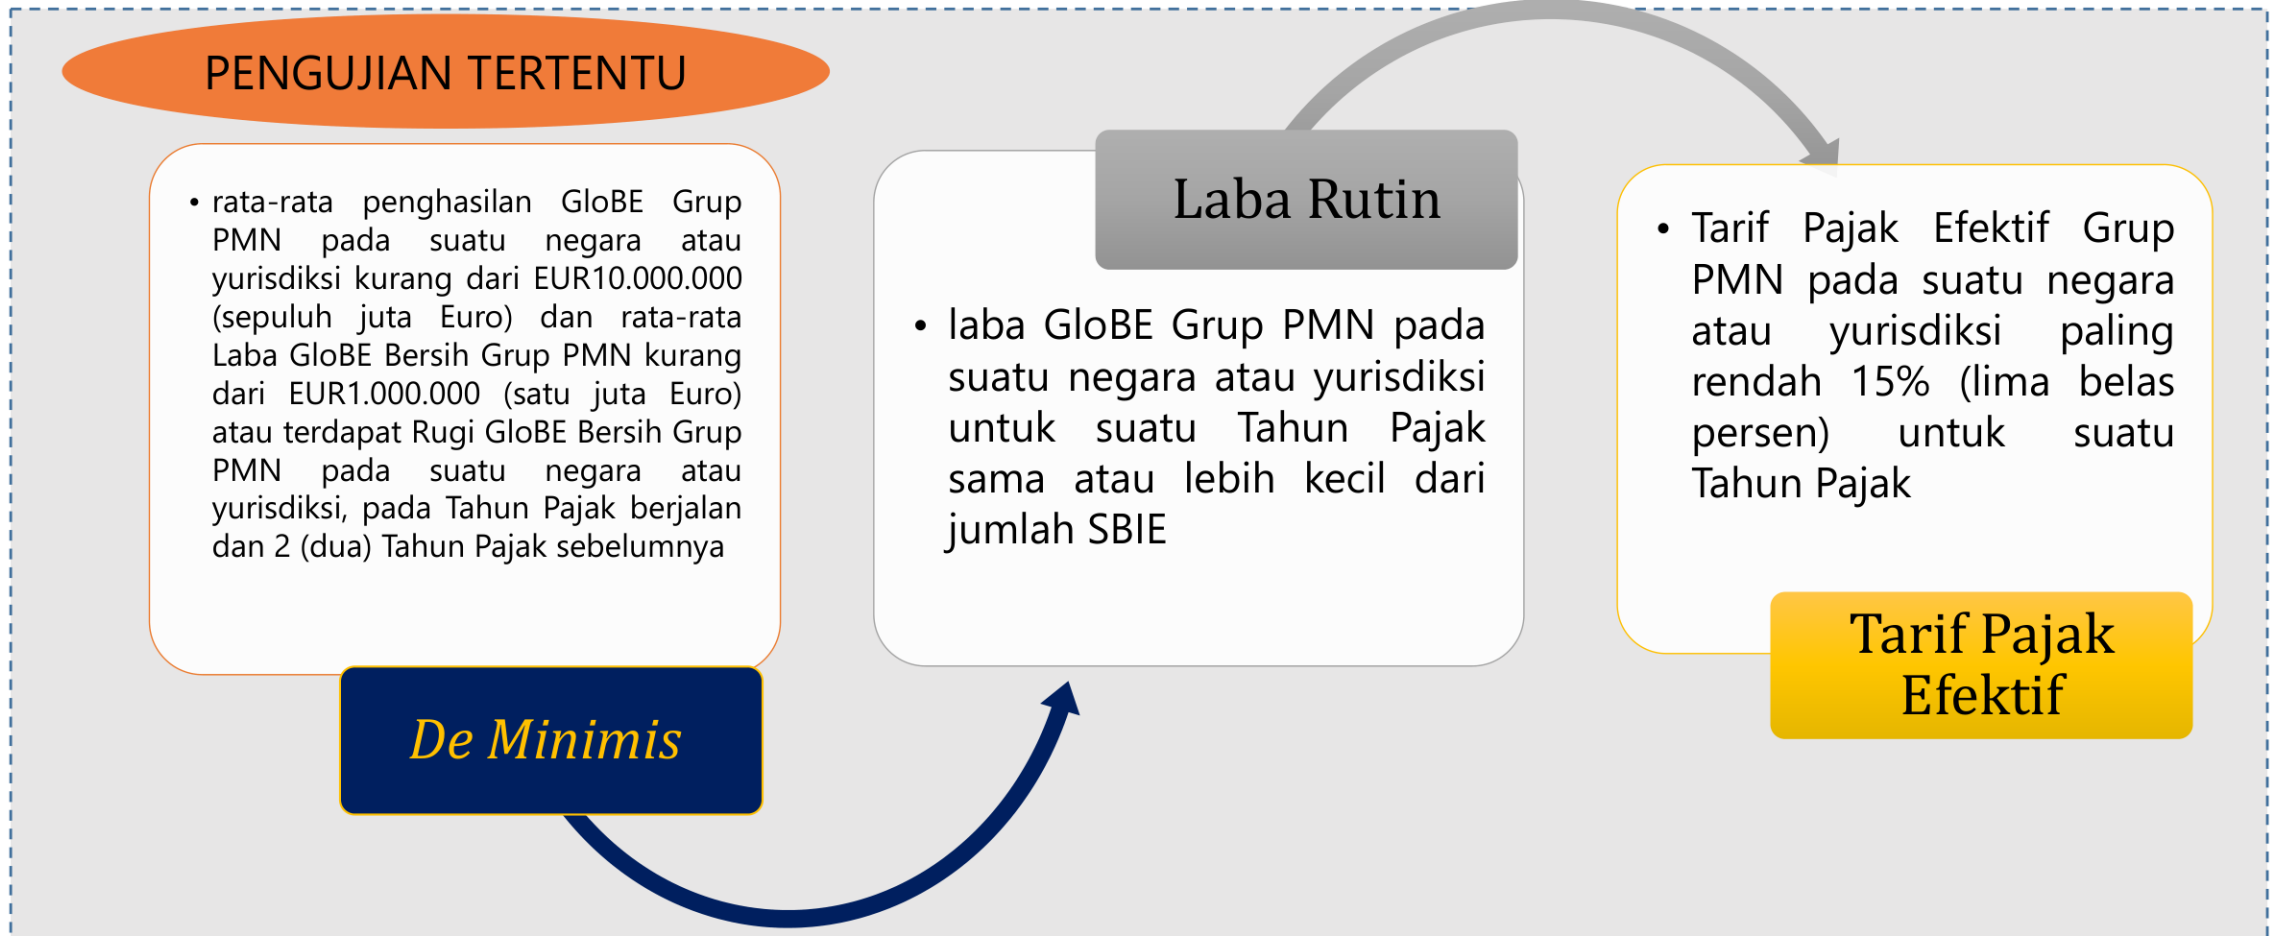 PENGUJIAN TERTENTU
• rata-rata penghasilan GloBE Grup
PMN pada suatu negara atau
yurisdiksi kurang dari EUR10.000.000
(sepuluh juta Euro) dan rata-rata
Laba GloBE Bersih Grup PMN kurang
dari EUR1.000.000 (satu juta Euro)
atau terdapat Rugi GloBE Bersih Grup
PMN pada suatu negara atau
yurisdiksi, pada Tahun Pajak berjalan
dan 2 (dua) Tahun Pajak sebelumnya
De Minimis
Laba Rutin
• laba GloBE Grup PMN pada
suatu negara atau yurisdiksi
untuk suatu Tahun Pajak
sama atau lebih kecil dari
jumlah SBIE
• Tarif Pajak Efektif Grup
PMN pada suatu negara
atau yurisdiksi paling
rendah 15% (lima belas
persen) untuk suatu
Tahun Pajak
Tarif Pajak
Efektif